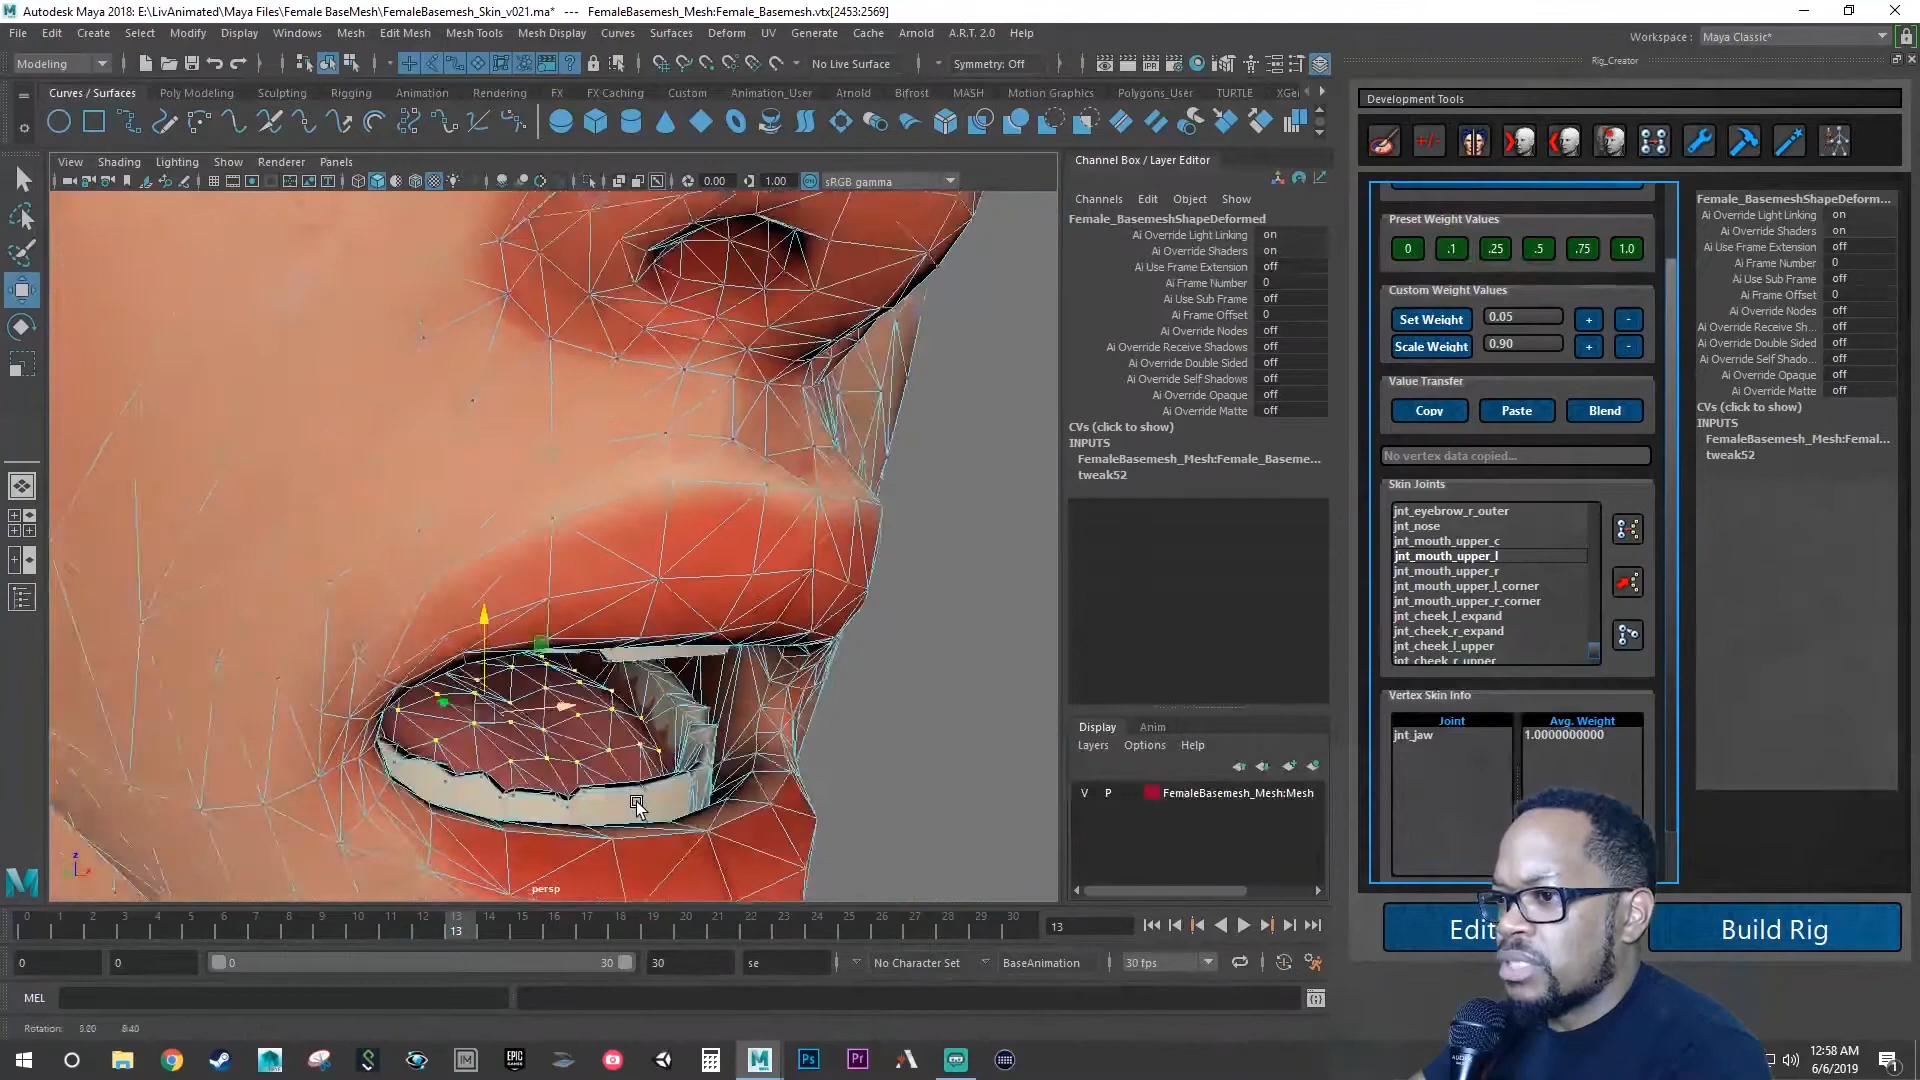 Autodesk Maya 2018: E:\LivAnimated\Maya Files\Female BaseMesh\FemaleBasemesh_Skin_v021.ma*   ---   FemaleBasemesh_Mesh:Female_Basemesh.vtx[2453:2569]
File Edit Create Select Modify Display Windows Mesh Edit Mesh Mesh Tools Mesh Display Curves Surfaces Deform UV Generate Cache Arnold A.R.T. 2.0 Help
Workspace : Maya Classic*
Modeling No Live Surface Symmetry: Off
Rig_Creator
Curves / Surfaces Poly Modeling Sculpting Rigging Animation Rendering FX FX Caching Custom Animation_User Arnold Bifrost MASH Motion Graphics Polygons_User TURTLE XGen
Development Tools
View Shading Lighting Show Renderer Panels
0.00 1.00 sRGB gamma
Channel Box / Layer Editor
Channels Edit Object Show
Female_BasemeshShapeDeformed
Ai Override Light Linking on
Ai Override Shaders on
Ai Use Frame Extension off
Ai Frame Number 0
Ai Use Sub Frame off
Ai Frame Offset 0
Ai Override Nodes off
Ai Override Receive Shadows off
Ai Override Double Sided off
Ai Override Self Shadows off
Ai Override Opaque off
Ai Override Matte off
CVs (click to show)
INPUTS
FemaleBasemesh_Mesh:Female_Baseme...
tweak52
Display Anim
Layers Options Help
V P FemaleBasemesh_Mesh:Mesh
Preset Weight Values
0 .1 .25 .5 .75 1.0
Custom Weight Values
Set Weight 0.05 + -
Scale Weight 0.90 + -
Value Transfer
Copy Paste Blend
No vertex data copied...
Skin Joints
jnt_eyebrow_r_outer
jnt_nose
jnt_mouth_upper_c
jnt_mouth_upper_l
jnt_mouth_upper_r
jnt_mouth_upper_l_corner
jnt_mouth_upper_r_corner
jnt_cheek_l_expand
jnt_cheek_r_expand
jnt_cheek_l_upper
jnt_cheek_r_upper
Vertex Skin Info
Joint Avg. Weight
jnt_jaw 1.0000000000
Edit
Build Rig
Female_BasemeshShapeDeform...
Ai Override Light Linking on
Ai Override Shaders on
Ai Use Frame Extension off
Ai Frame Number 0
Ai Use Sub Frame off
Ai Frame Offset 0
Ai Override Nodes off
Ai Override Receive Sh... off
Ai Override Double Sided off
Ai Override Self Shado... off
Ai Override Opaque off
Ai Override Matte off
CVs (click to show)
INPUTS
FemaleBasemesh_Mesh:Femal...
tweak52
z x
persp
0 1 2 3 4 5 6 7 8 9 10 11 12 13 14 15 16 17 18 19 20 21 22 23 24 25 26 27 28 29 30
13
13
0 0 0 30 30 se No Character Set BaseAnimation 30 fps
MEL
Rotation:
EPIC GAMES
Ps
Pr
12:58 AM
6/6/2019
1